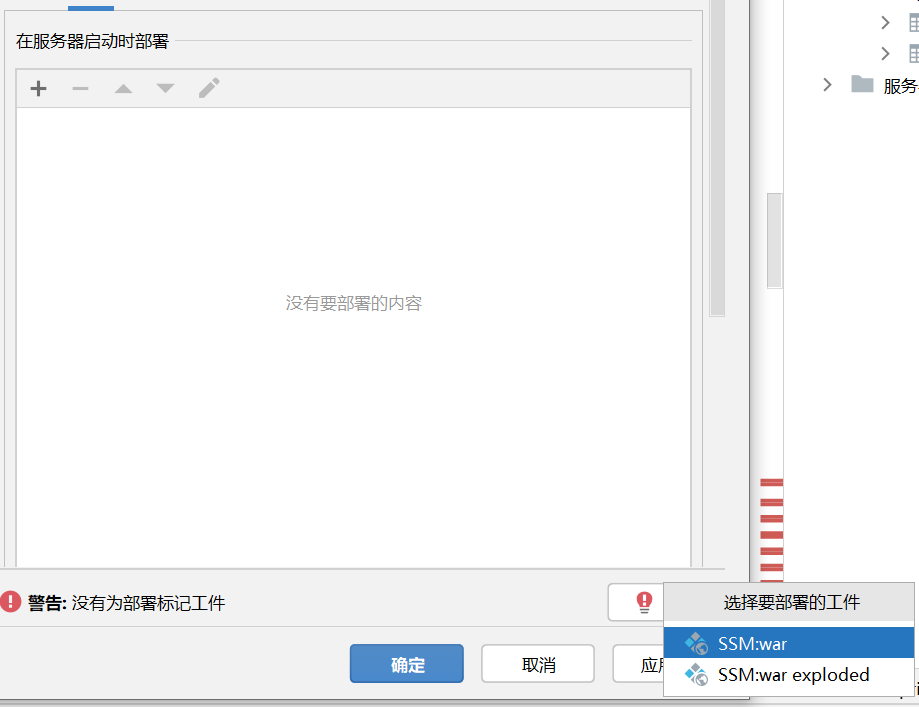 在服务器启动时部署
服务
没有要部署的内容
警告: 没有为部署标记工件
选择要部署的工件
SSM:war
SSM:war exploded
确定
取消
应